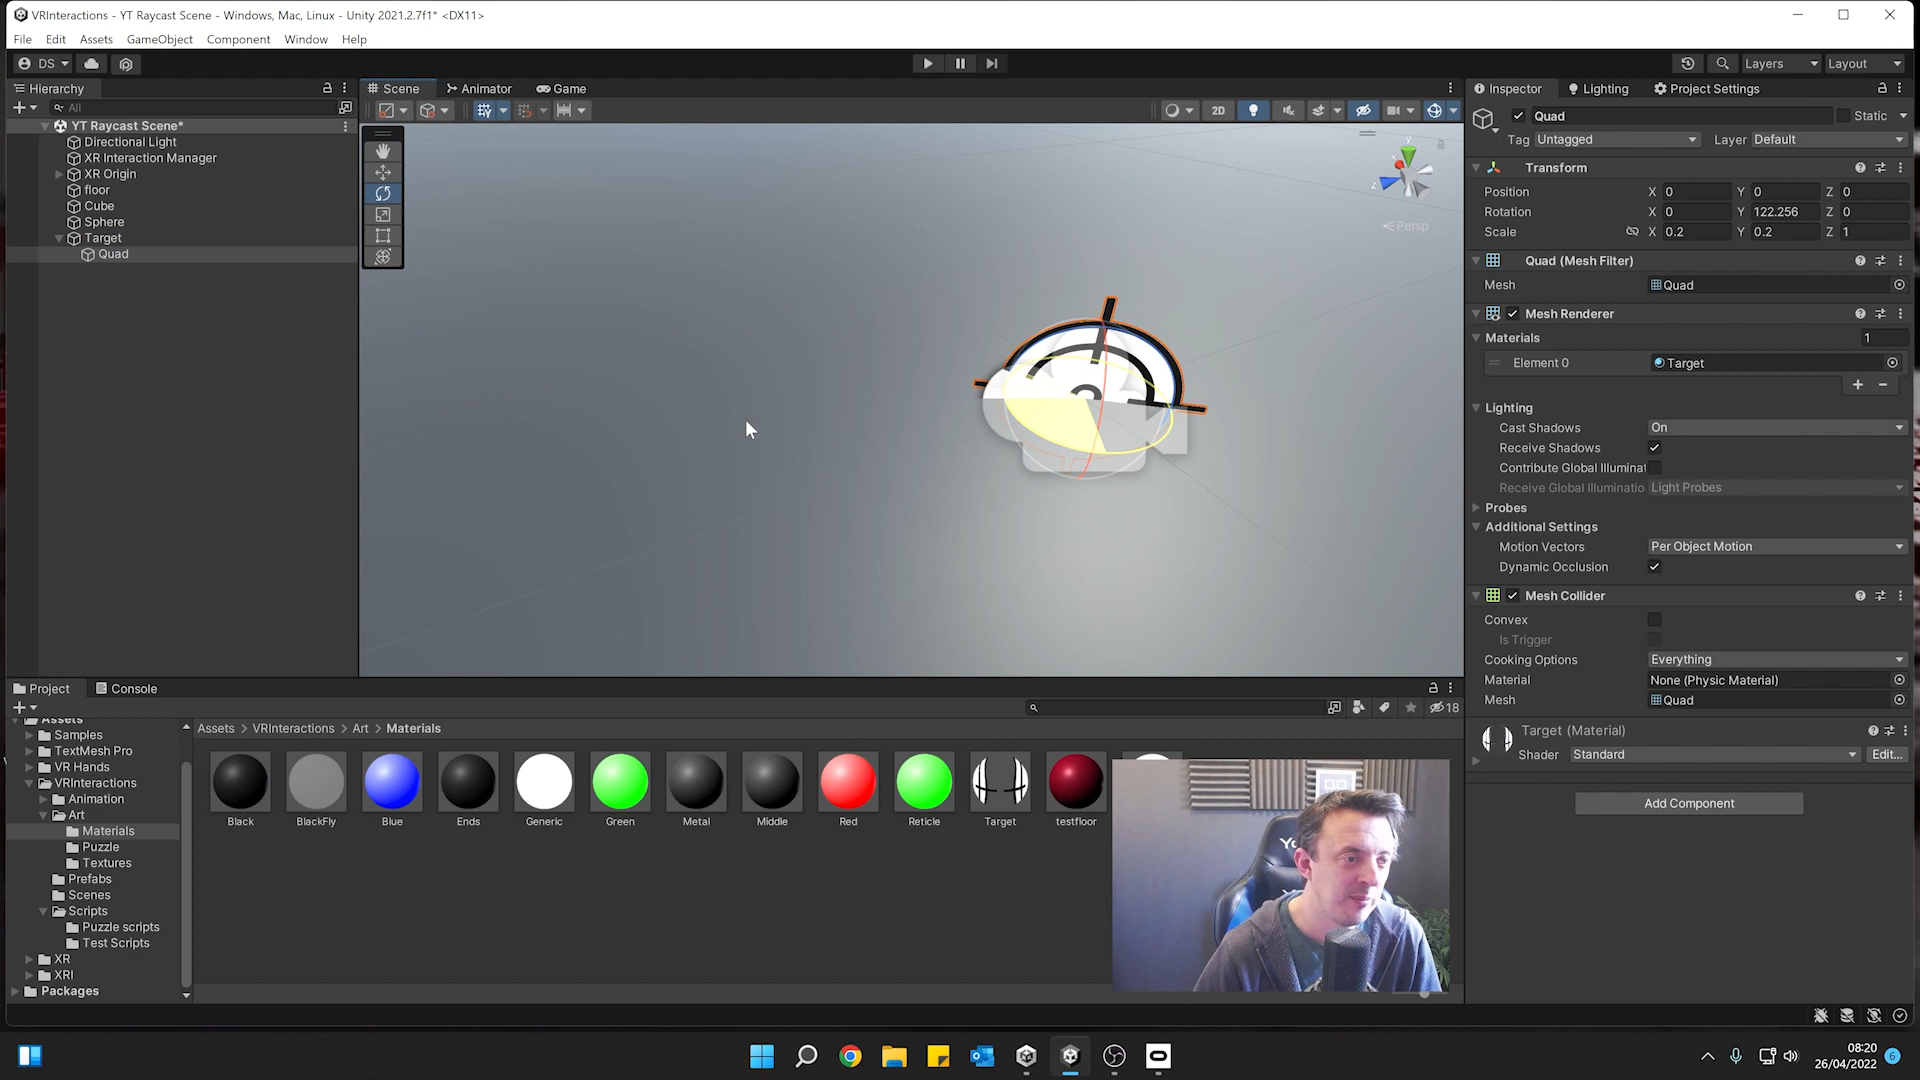 VRInteractions - YT Raycast Scene - Windows, Mac, Linux - Unity 2021.2.7f1* <DX11>
File Edit Assets GameObject Component Window Help
DS Layers Layout
Hierarchy Scene Animator Game Inspector Lighting Project Settings
All
2D
YT Raycast Scene*
Directional Light
XR Interaction Manager
XR Origin
floor
Cube
Sphere
Target
Quad
y
x
z
Persp
Quad Static
Tag Untagged Layer Default
Transform
Position X 0 Y 0 Z 0
Rotation X 0 Y 122.256 Z 0
Scale X 0.2 Y 0.2 Z 1
Quad (Mesh Filter)
Mesh Quad
Mesh Renderer
Materials 1
Element 0 Target
Lighting
Cast Shadows On
Receive Shadows
Contribute Global Illuminat
Receive Global Illuminatio Light Probes
Probes
Additional Settings
Motion Vectors Per Object Motion
Dynamic Occlusion
Mesh Collider
Convex
Is Trigger
Cooking Options Everything
Material None (Physic Material)
Mesh Quad
Target (Material)
Shader Standard Edit...
Add Component
Project Console
18
Assets
Samples
TextMesh Pro
VR Hands
VRInteractions
Animation
Art
Materials
Puzzle
Textures
Prefabs
Scenes
Scripts
Puzzle scripts
Test Scripts
XR
XRI
Packages
Assets > VRInteractions > Art > Materials
Black BlackFly Blue Ends Generic Green Metal Middle Red Reticle Target testfloor
08:20
26/04/2022 6